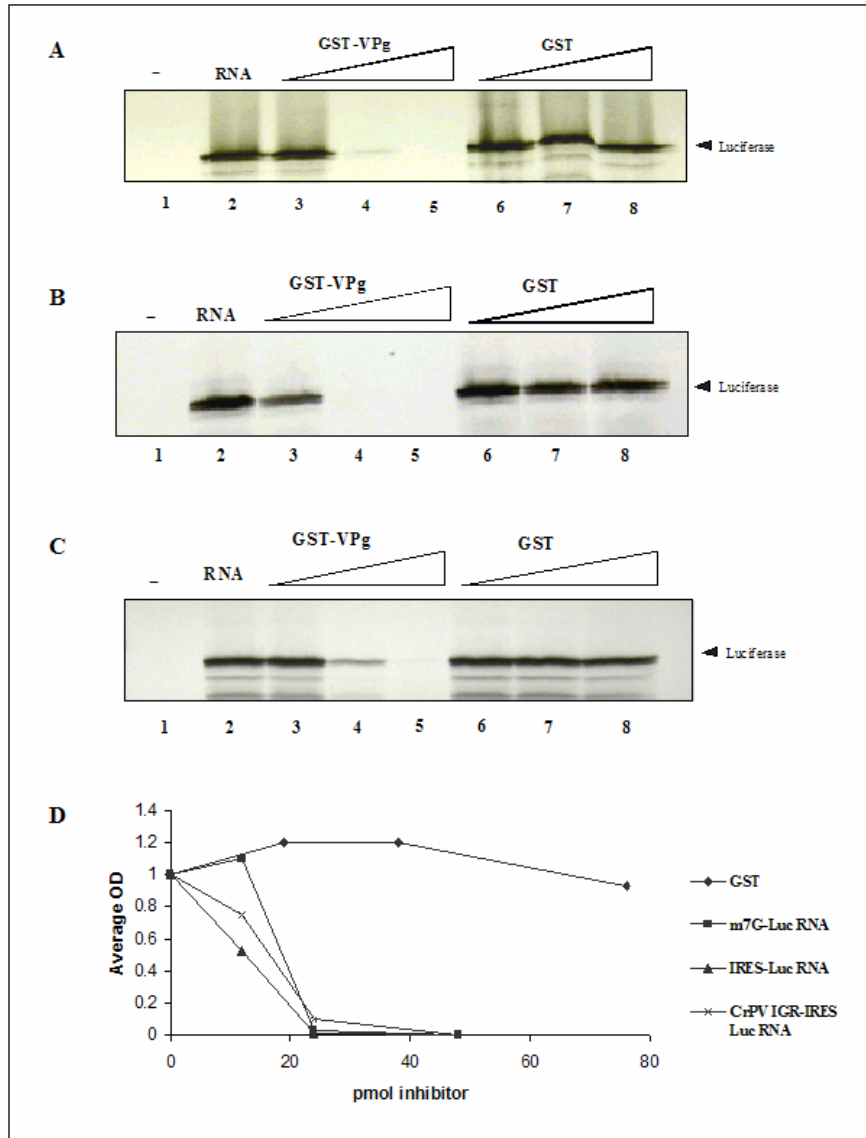 A
GST-VPg GST
– RNA
Luciferase
1 2 3 4 5 6 7 8
B
GST-VPg GST
– RNA
Luciferase
1 2 3 4 5 6 7 8
C
GST-VPg GST
– RNA
Luciferase
1 2 3 4 5 6 7 8
D
1.4
1.2
1
0.8
0.6
0.4
0.2
0
Average OD
0 20 40 60 80
pmol inhibitor
GST
m7G-Luc RNA
IRES-Luc RNA
CrPV IGR-IRES
Luc RNA